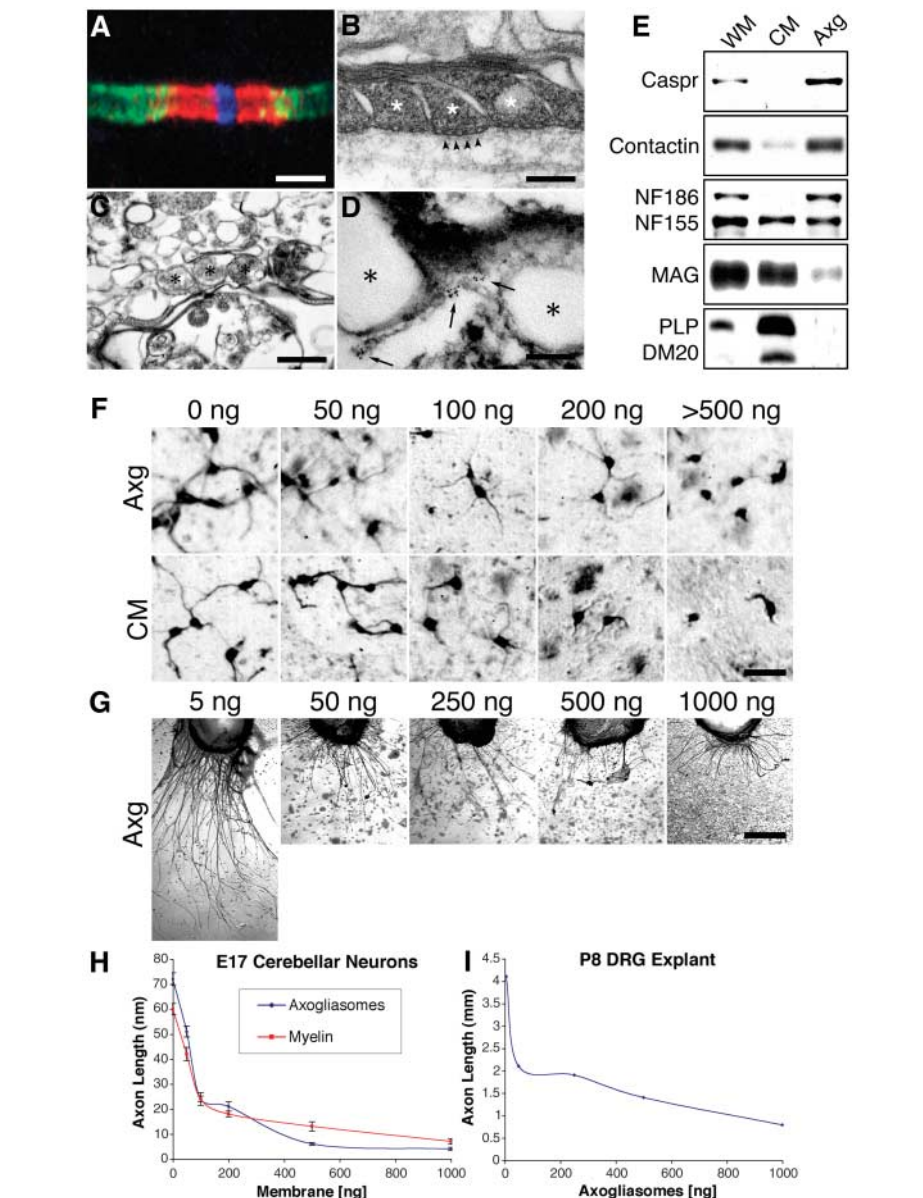 A
B
C
D
E
WM CM Axg
Caspr
Contactin
NF186
NF155
MAG
PLP
DM20
F
0 ng 50 ng 100 ng 200 ng >500 ng
Axg
CM
G
5 ng 50 ng 250 ng 500 ng 1000 ng
Axg
H
E17 Cerebellar Neurons
Axon Length (nm)
80
70
60
50
40
30
20
10
0
Axogliasomes
Myelin
0 200 400 600 800 1000
Membrane [ng]
I
P8 DRG Explant
Axon Length (mm)
4.5
4
3.5
3
2.5
2
1.5
1
0.5
0
0 200 400 600 800 1000
Axogliasomes [ng]